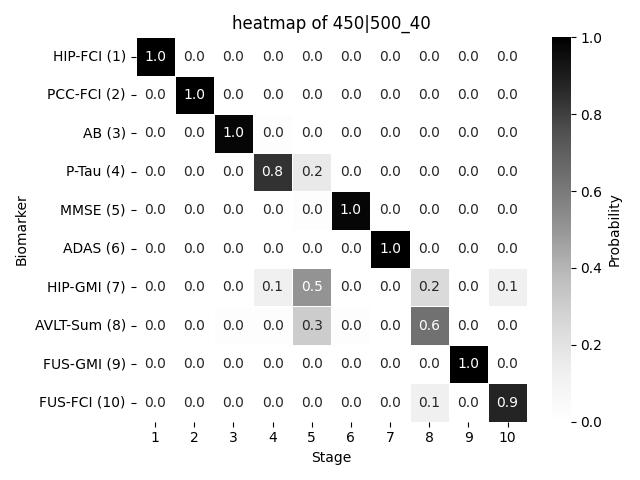 heatmap of 450|500_40
HIP-FCI (1) 1.0 0.0 0.0 0.0 0.0 0.0 0.0 0.0 0.0 0.0
PCC-FCI (2) 0.0 1.0 0.0 0.0 0.0 0.0 0.0 0.0 0.0 0.0
AB (3) 0.0 0.0 1.0 0.0 0.0 0.0 0.0 0.0 0.0 0.0
P-Tau (4) 0.0 0.0 0.0 0.8 0.2 0.0 0.0 0.0 0.0 0.0
MMSE (5) 0.0 0.0 0.0 0.0 0.0 1.0 0.0 0.0 0.0 0.0
ADAS (6) 0.0 0.0 0.0 0.0 0.0 0.0 1.0 0.0 0.0 0.0
HIP-GMI (7) 0.0 0.0 0.0 0.1 0.5 0.0 0.0 0.2 0.0 0.1
AVLT-Sum (8) 0.0 0.0 0.0 0.0 0.3 0.0 0.0 0.6 0.0 0.0
FUS-GMI (9) 0.0 0.0 0.0 0.0 0.0 0.0 0.0 0.0 1.0 0.0
FUS-FCI (10) 0.0 0.0 0.0 0.0 0.0 0.0 0.0 0.1 0.0 0.9
1 2 3 4 5 6 7 8 9 10
Stage
Biomarker
1.0
0.8
0.6
0.4
0.2
0.0
Probability